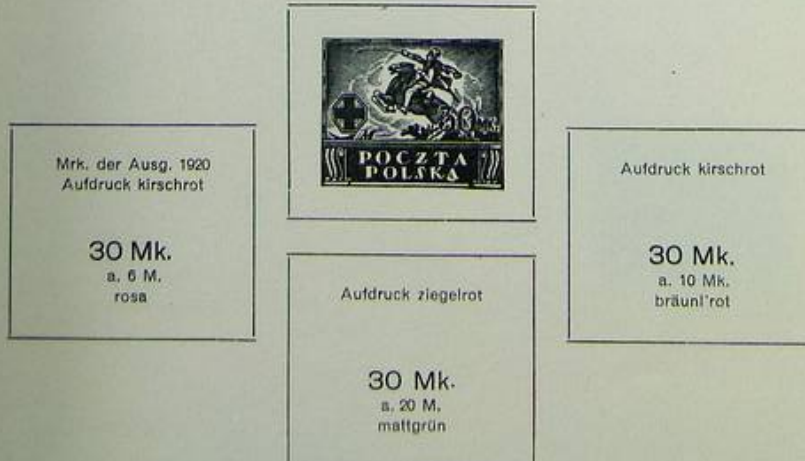 POCZTA
POLSKA
Mrk. der Ausg. 1920
Aufdruck kirschrot
30 Mk.
a. 6 M.
rosa
Aufdruck ziegelrot
30 Mk.
a. 20 M.
mattgrün
Aufdruck kirschrot
30 Mk.
a. 10 Mk.
bräunl'rot